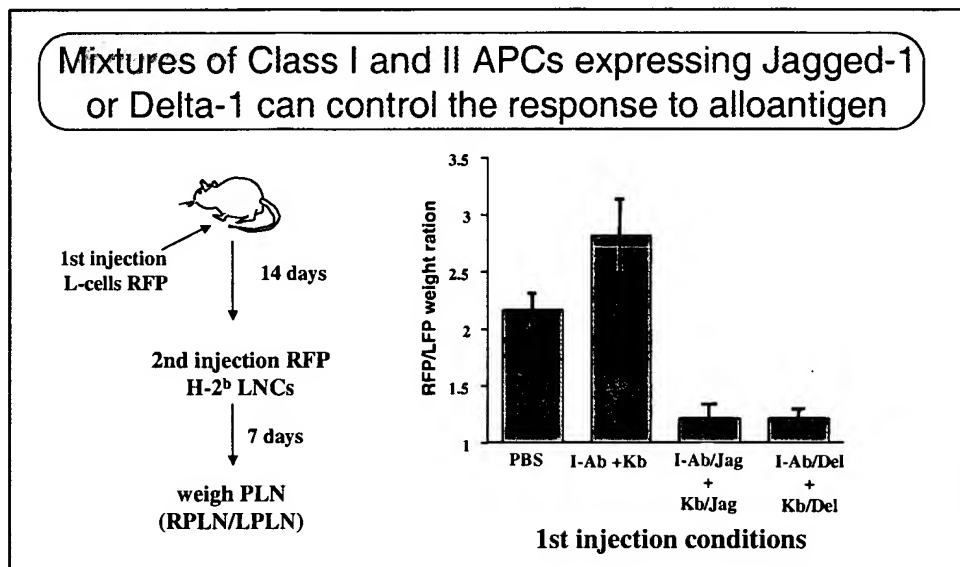 Mixtures of Class I and II APCs expressing Jagged-1
or Delta-1 can control the response to alloantigen
1st injection
L-cells RFP
14 days
2nd injection RFP
H-2ᵇ LNCs
7 days
weigh PLN
(RPLN/LPLN)
RFP/LFP weight ration
3.5
3
2.5
2
1.5
1
PBS
I-Ab +Kb
I-Ab/Jag
+
Kb/Jag
I-Ab/Del
+
Kb/Del
1st injection conditions